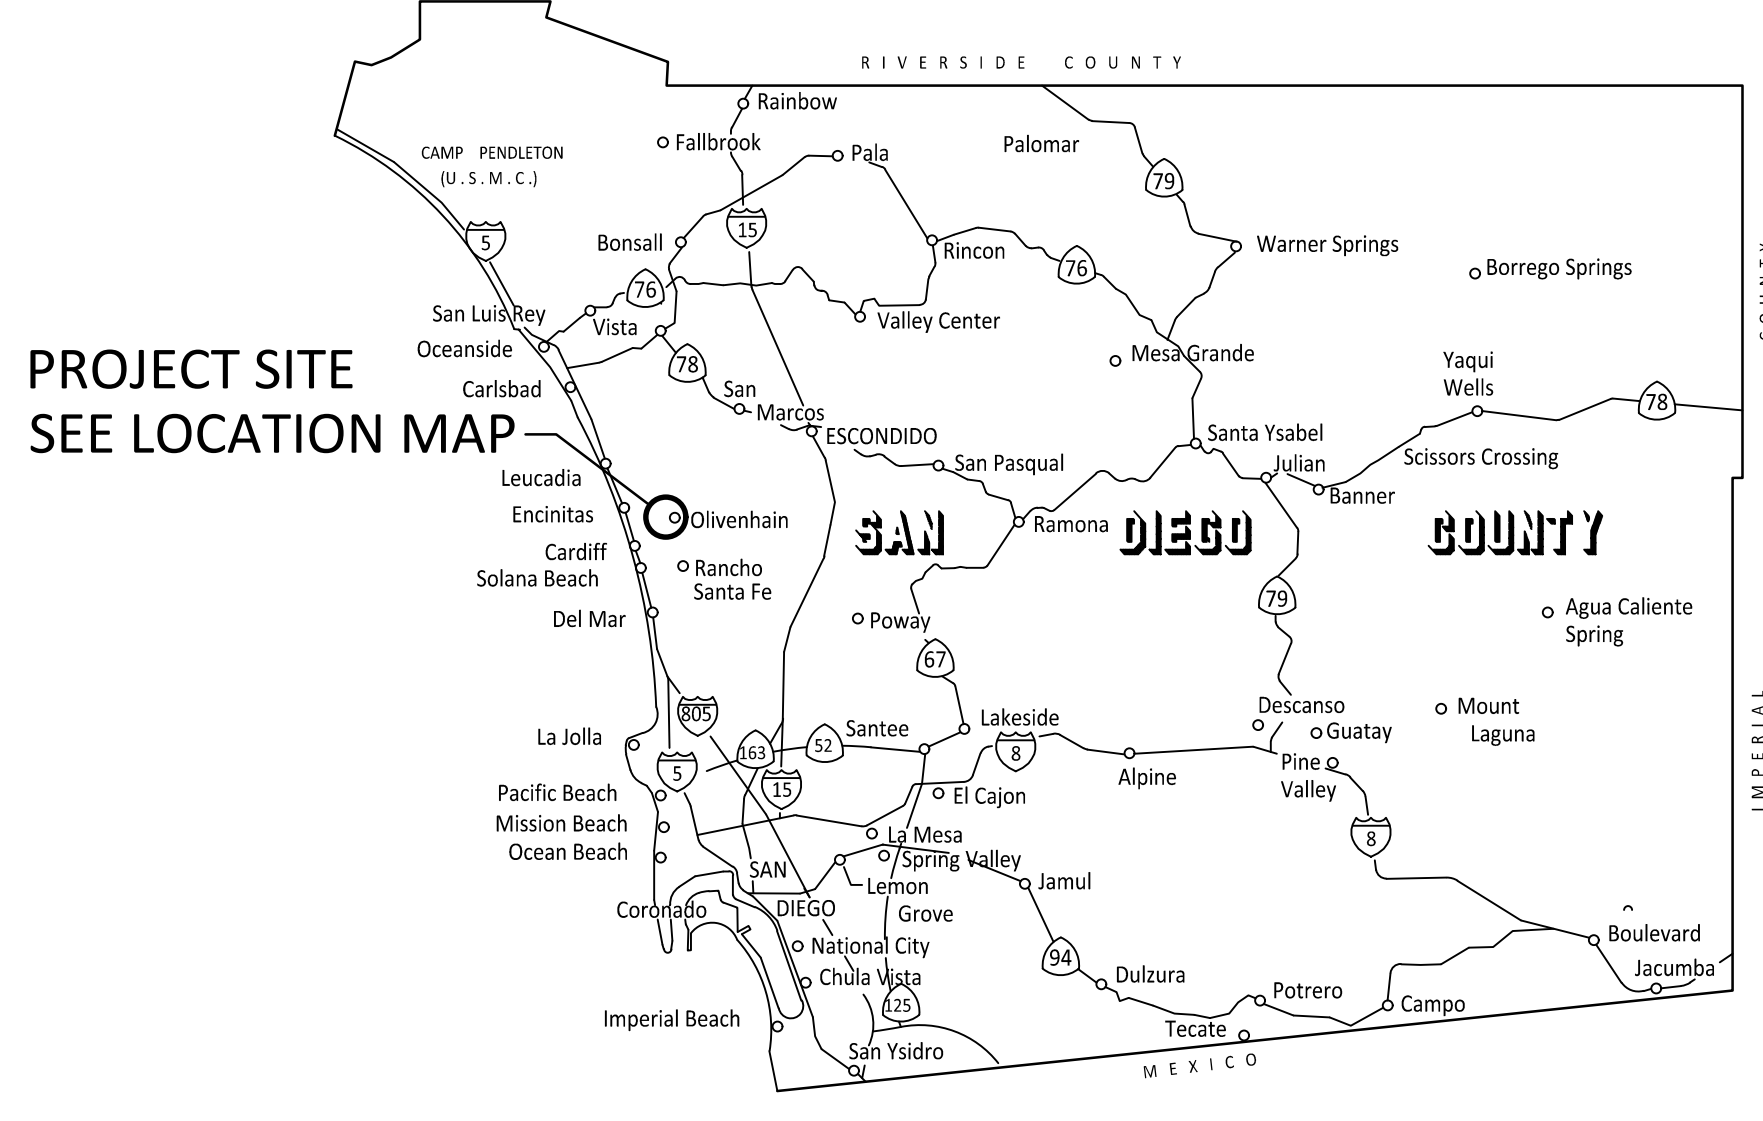 RIVERSIDE COUNTY
Rainbow
Fallbrook
CAMP PENDLETON
(U.S.M.C.)
Pala
Palomar
79
5
15
Bonsall
Rincon
76
Warner Springs
Borrego Springs
COUNTY
76
San Luis Rey
Vista
Valley Center
Oceanside
Mesa Grande
PROJECT SITE
SEE LOCATION MAP
78
Carlsbad
San
Marcos
ESCONDIDO
Yaqui
Wells
78
Santa Ysabel
San Pasqual
Julian
Scissors Crossing
Banner
Leucadia
Encinitas
Olivenhain
Ramona
SAN DIEGO COUNTY
Cardiff
Solana Beach
Rancho
Santa Fe
Del Mar
Poway
79
Agua Caliente
Spring
67
IMPERIAL
805
Santee
Lakeside
Descanso
Guatay
Mount
Laguna
La Jolla
163
52
8
5
15
Alpine
Pine
Valley
El Cajon
Pacific Beach
Mission Beach
Ocean Beach
La Mesa
Spring Valley
8
SAN
DIEGO
Lemon
Grove
Jamul
Coronado
National City
Chula Vista
94
Boulevard
Jacumba
Dulzura
125
Imperial Beach
Potrero
Campo
Tecate
San Ysidro
MEXICO